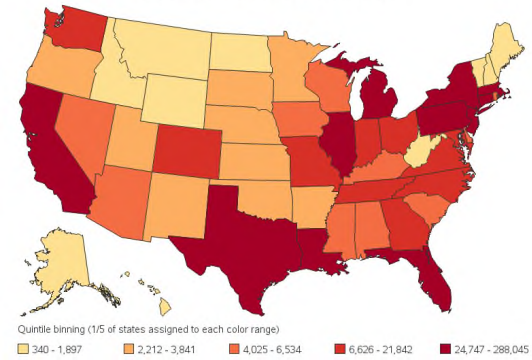 Quintile binning (1/5 of states assigned to each color range)
340 - 1,897 2,212 - 3,841 4,025 - 6,534 6,626 - 21,842 24,747 - 288,045